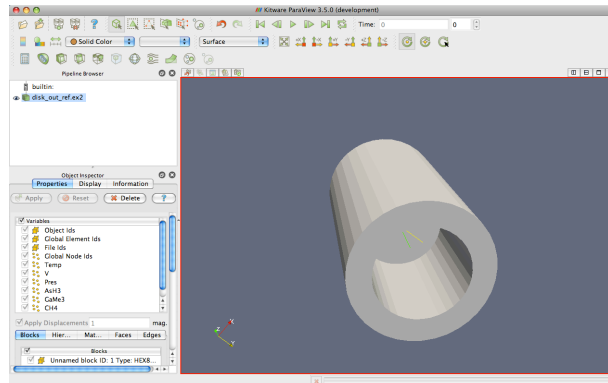 Kitware ParaView 3.5.0 (development)
Time: 0 0
Solid Color Surface
Pipeline Browser
builtin:
disk_out_ref.ex2
Object Inspector
Properties Display Information
Apply Reset Delete ?
Variables
Object Ids
Global Element Ids
File Ids
Global Node Ids
Temp
V
Pres
AsH3
GaMe3
CH4
Apply Displacements 1 mag.
Blocks Hier... Mat... Faces Edges
Blocks
Unnamed block ID: 1 Type: HEX8...